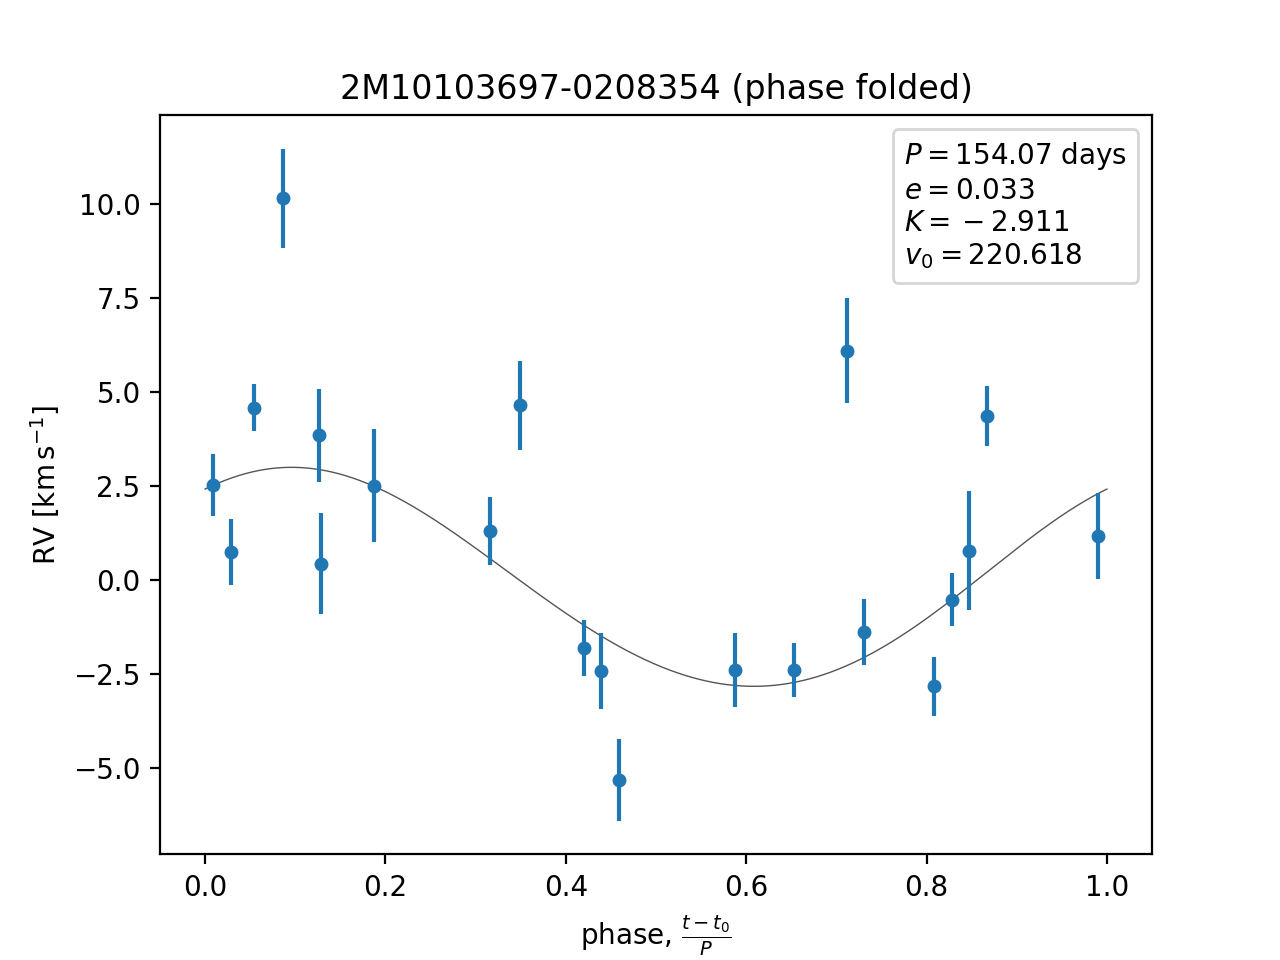 2M10103697-0208354 (phase folded)
P = 154.07 days
e = 0.033
K = −2.911
v₀ = 220.618
RV [km s⁻¹]
10.0
7.5
5.0
2.5
0.0
−2.5
−5.0
0.0 0.2 0.4 0.6 0.8 1.0
phase, (t − t₀)/P